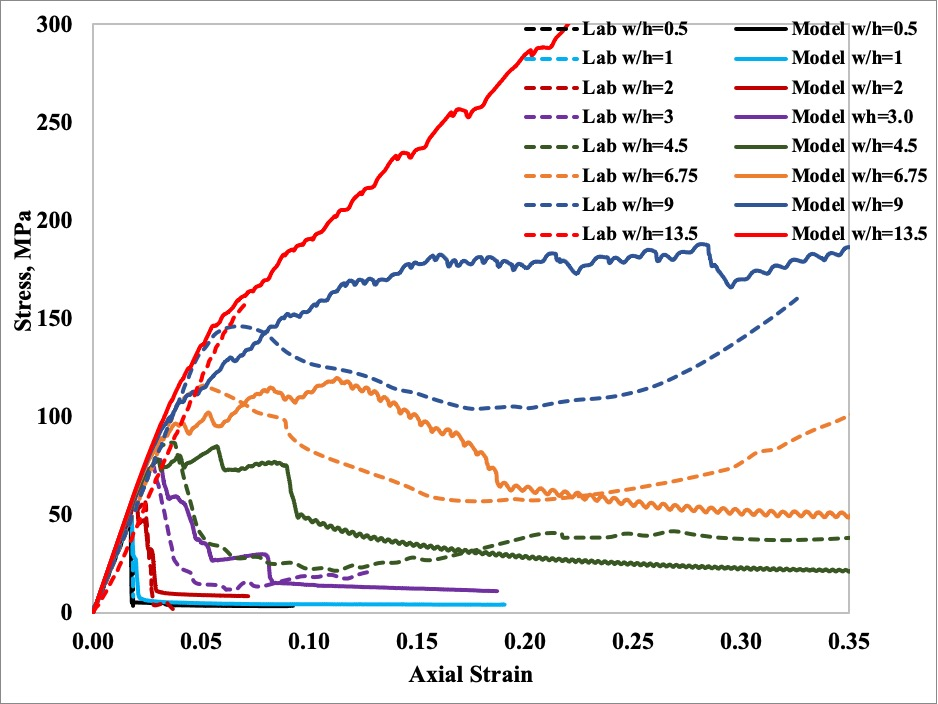 300
Lab w/h=0.5 Model w/h=0.5
Lab w/h=1 Model w/h=1
Lab w/h=2 Model w/h=2
Lab w/h=3 Model wh=3.0
Lab w/h=4.5 Model w/h=4.5
Lab w/h=6.75 Model w/h=6.75
Lab w/h=9 Model w/h=9
Lab w/h=13.5 Model w/h=13.5
250
200
150
100
50
0
Stress, MPa
0.00 0.05 0.10 0.15 0.20 0.25 0.30 0.35
Axial Strain